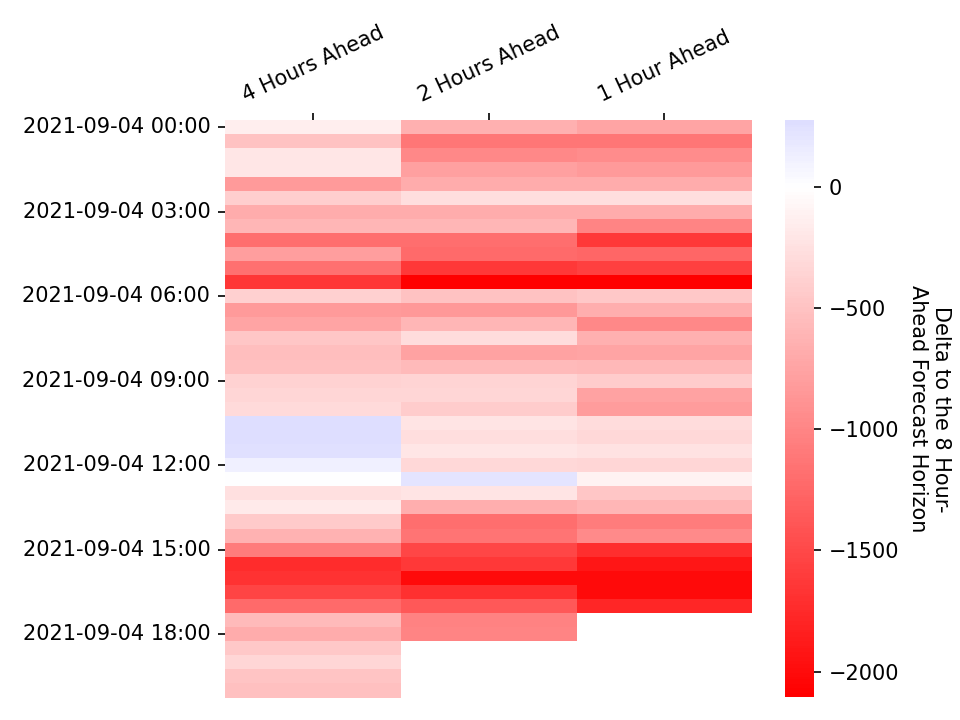 4 Hours Ahead
2 Hours Ahead
1 Hour Ahead
2021-09-04 00:00
2021-09-04 03:00
2021-09-04 06:00
2021-09-04 09:00
2021-09-04 12:00
2021-09-04 15:00
2021-09-04 18:00
0
−500
−1000
−1500
−2000
Delta to the 8 Hour-
Ahead Forecast Horizon